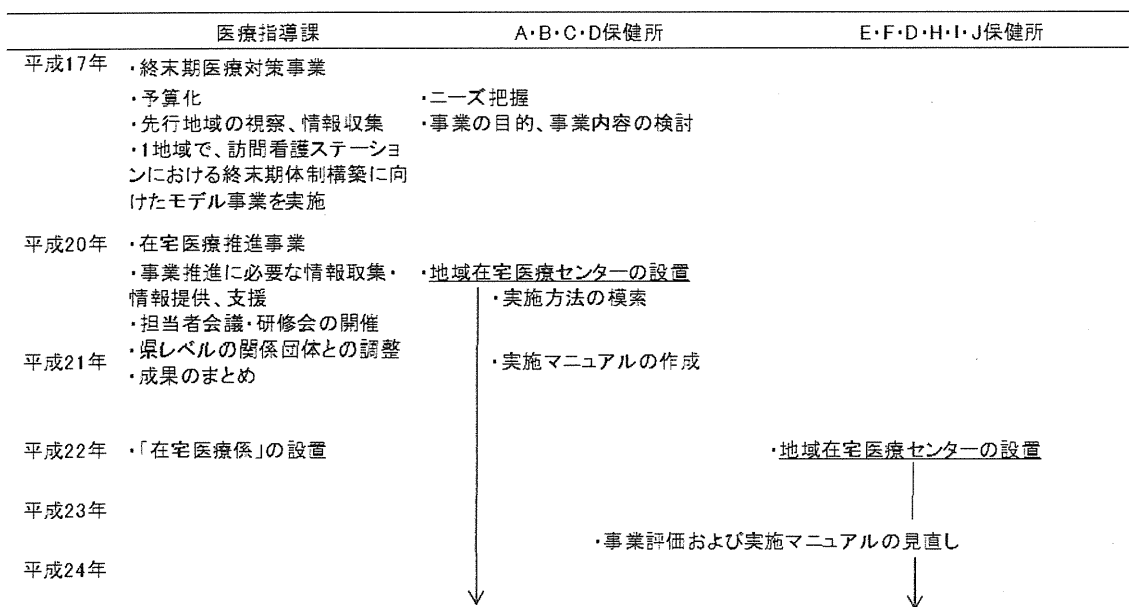 医療指導課 A・B・C・D保健所 E・F・D・H・I・J保健所
平成17年 ・終末期医療対策事業
・予算化 ・ニーズ把握
・先行地域の視察、情報収集 ・事業の目的、事業内容の検討
・1地域で、訪問看護ステーショ
ンにおける終末期体制構築に向
けたモデル事業を実施
平成20年 ・在宅医療推進事業
・事業推進に必要な情報取集・ ・地域在宅医療センターの設置
情報提供、支援 ・実施方法の模索
・担当者会議・研修会の開催
平成21年 ・県レベルの関係団体との調整 ・実施マニュアルの作成
・成果のまとめ
平成22年 ・「在宅医療係」の設置 ・地域在宅医療センターの設置
平成23年
・事業評価および実施マニュアルの見直し
平成24年